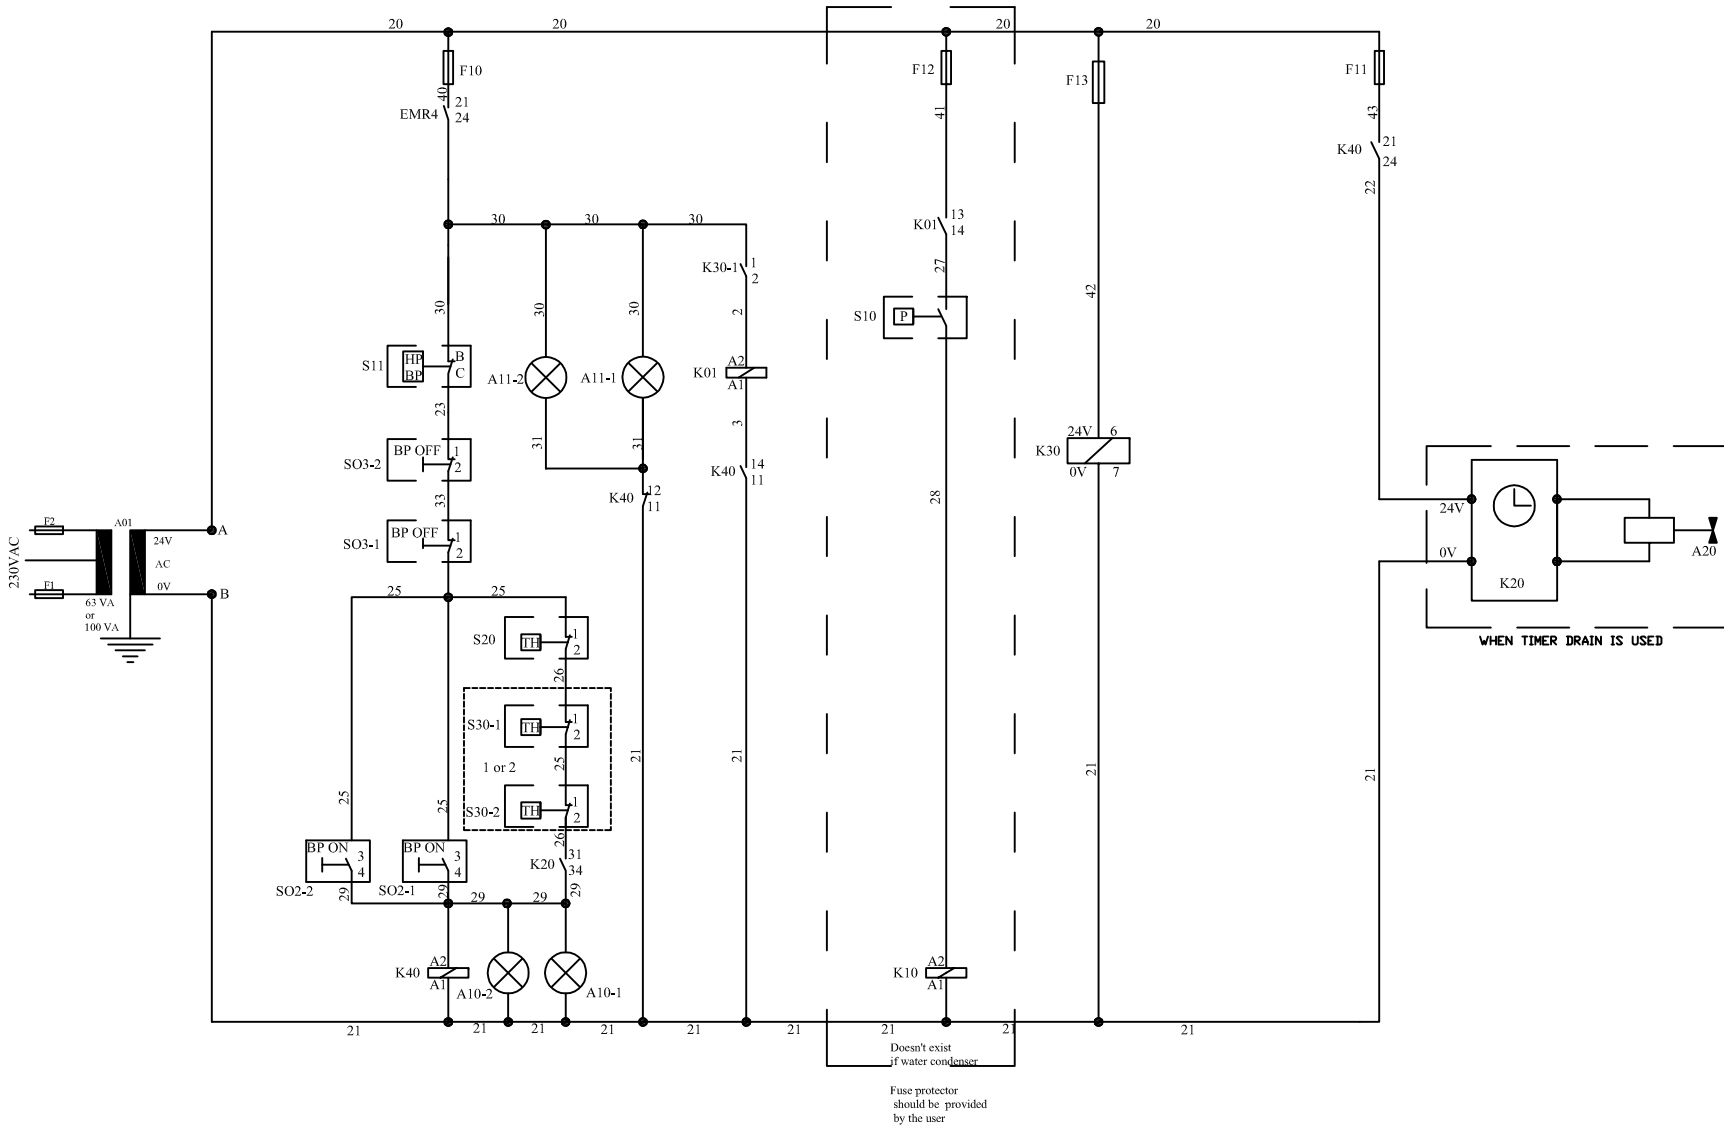 20
20
20
20
F10
40
21
EMR4
24
F12
41
F13
F11
43
K40
21
24
22
30
30
30
K01
13
14
K30-1
1
2
27
30
30
30
2
42
S10
P
S11
HP
BP
B
C
A11-2
A11-1
K01
A2
A1
23
31
31
3
24V
6
K30
0V
7
SO3-2
BP OFF
1
2
K40
14
11
33
K40
12
11
28
SO3-1
BP OFF
1
2
230VAC
F2
A01
24V
A
AC
F1
0V
B
63 VA
or
100 VA
24V
0V
K20
A20
WHEN TIMER DRAIN IS USED
25
25
S20
TH
1
2
26
S30-1
TH
1
2
1 or 2
25
S30-2
TH
1
2
26
25
25
21
21
21
21
BP ON
3
4
SO2-2
BP ON
3
4
SO2-1
K20
31
34
29
29
29
29
29
K40
A2
A1
A10-2
A10-1
K10
A2
A1
21
21
21
21
21
21
21
21
21
Doesn't exist
if water condenser
Fuse protector
should be provided
by the user